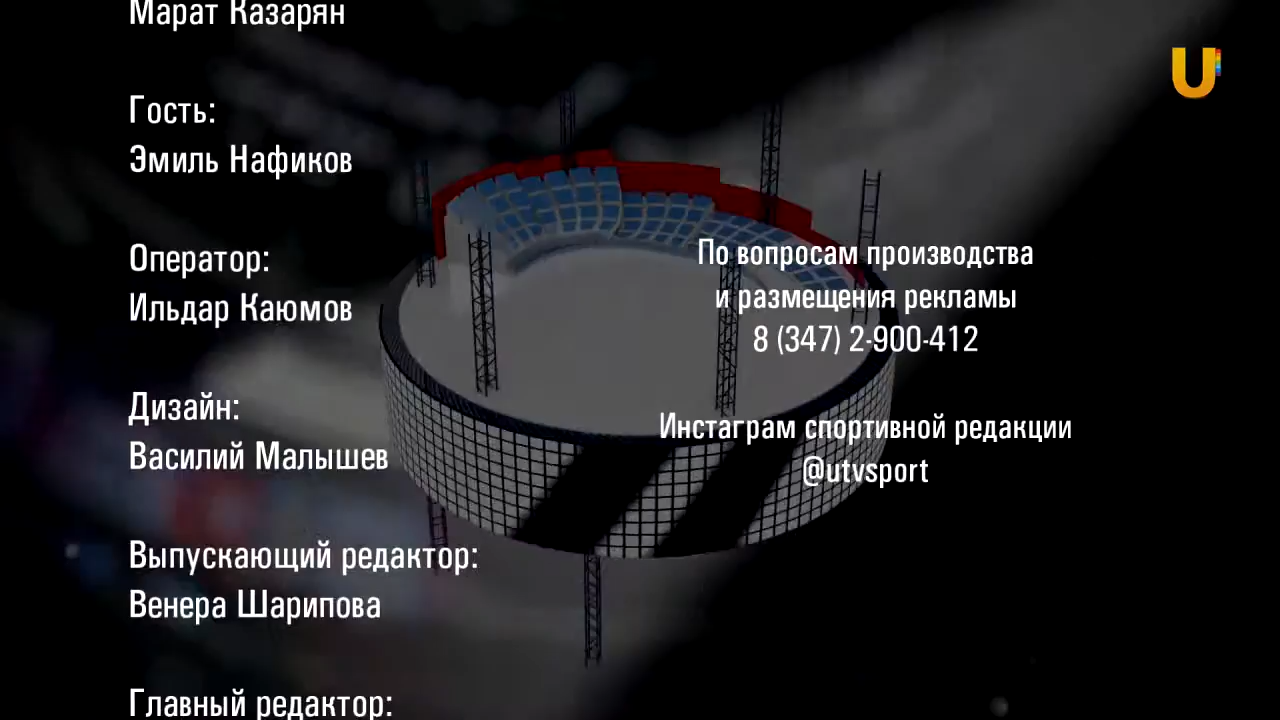 Марат Казарян
Гость:
Эмиль Нафиков
Оператор:
Ильдар Каюмов
Дизайн:
Василий Малышев
Выпускающий редактор:
Венера Шарипова
Главный редактор:
U
По вопросам производства
и размещения рекламы
8 (347) 2-900-412
Инстаграм спортивной редакции
@utvsport